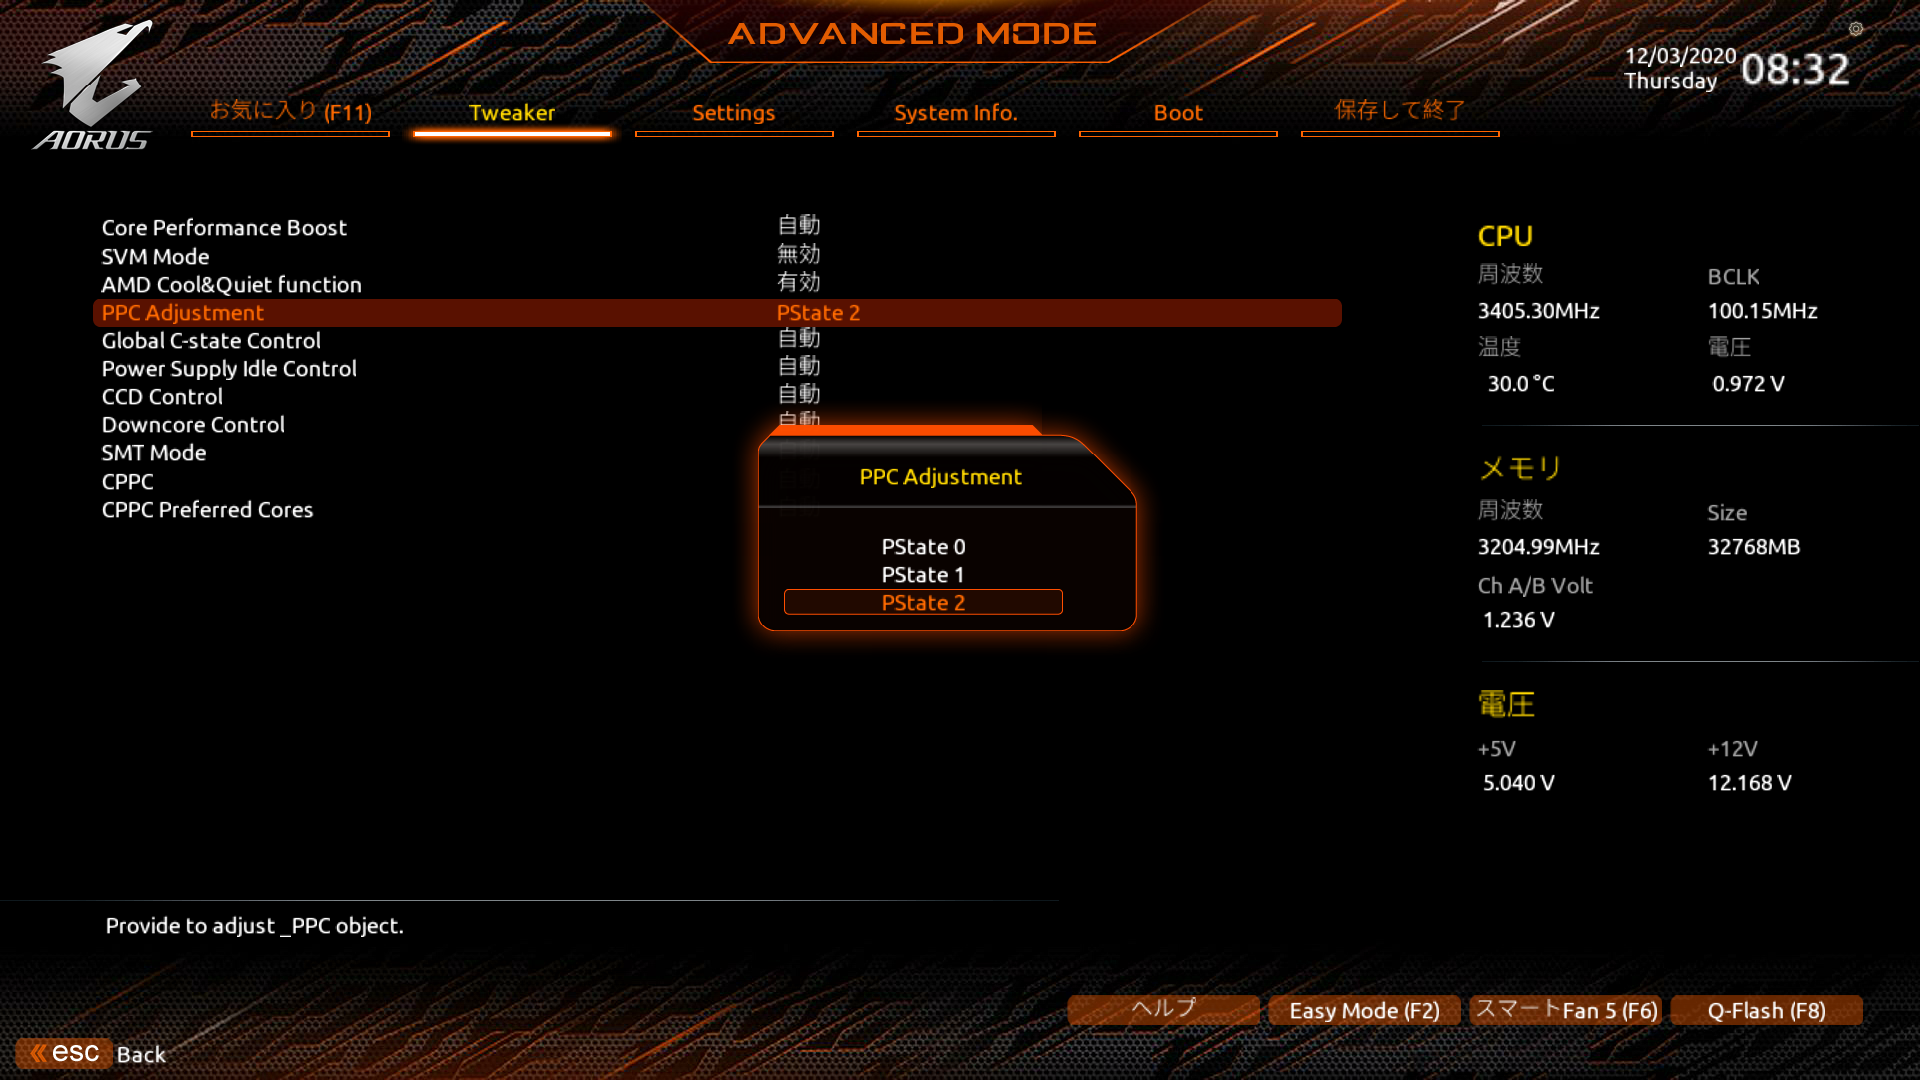 ADVANCED MODE
12/03/2020
Thursday
08:32
AORUS
お気に入り (F11)
Tweaker
Settings
System Info.
Boot
保存して終了
Core Performance Boost 自動
SVM Mode 無効
AMD Cool&Quiet function 有効
PPC Adjustment PState 2
Global C-state Control 自動
Power Supply Idle Control 自動
CCD Control 自動
Downcore Control 自動
SMT Mode
CPPC 自動
CPPC Preferred Cores 自動
PPC Adjustment
PState 0
PState 1
PState 2
CPU
周波数 BCLK
3405.30MHz 100.15MHz
温度 電圧
30.0 °C 0.972 V
メモリ
周波数 Size
3204.99MHz 32768MB
Ch A/B Volt
1.236 V
電圧
+5V +12V
5.040 V 12.168 V
Provide to adjust _PPC object.
ヘルプ
Easy Mode (F2)
スマートFan 5 (F6)
Q-Flash (F8)
esc Back